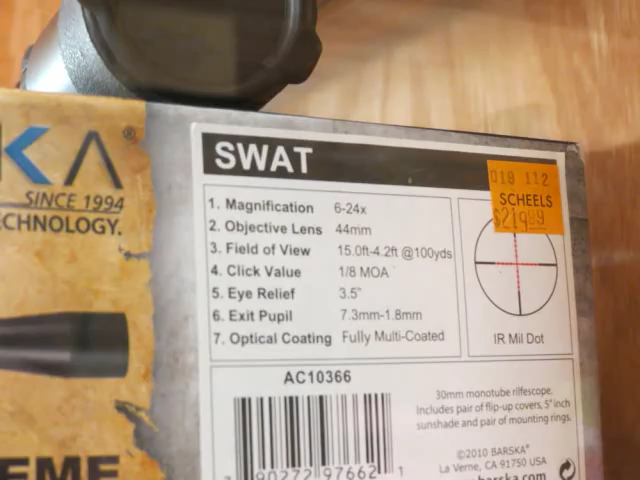 KA®
SINCE 1994
TECHNOLOGY.
EME
SWAT
018 112
SCHEELS
$219.99
1. Magnification 6-24x
2. Objective Lens 44mm
3. Field of View 15.0ft-4.2ft @100yds
4. Click Value 1/8 MOA
5. Eye Relief 3.5"
6. Exit Pupil 7.3mm-1.8mm
7. Optical Coating Fully Multi-Coated
IR Mil Dot
AC10366
90272 97662 1
30mm monotube rilfescope.
Includes pair of flip-up covers, 5" inch
sunshade and pair of mounting rings.
©2010 BARSKA®
La Verne, CA 91750 USA